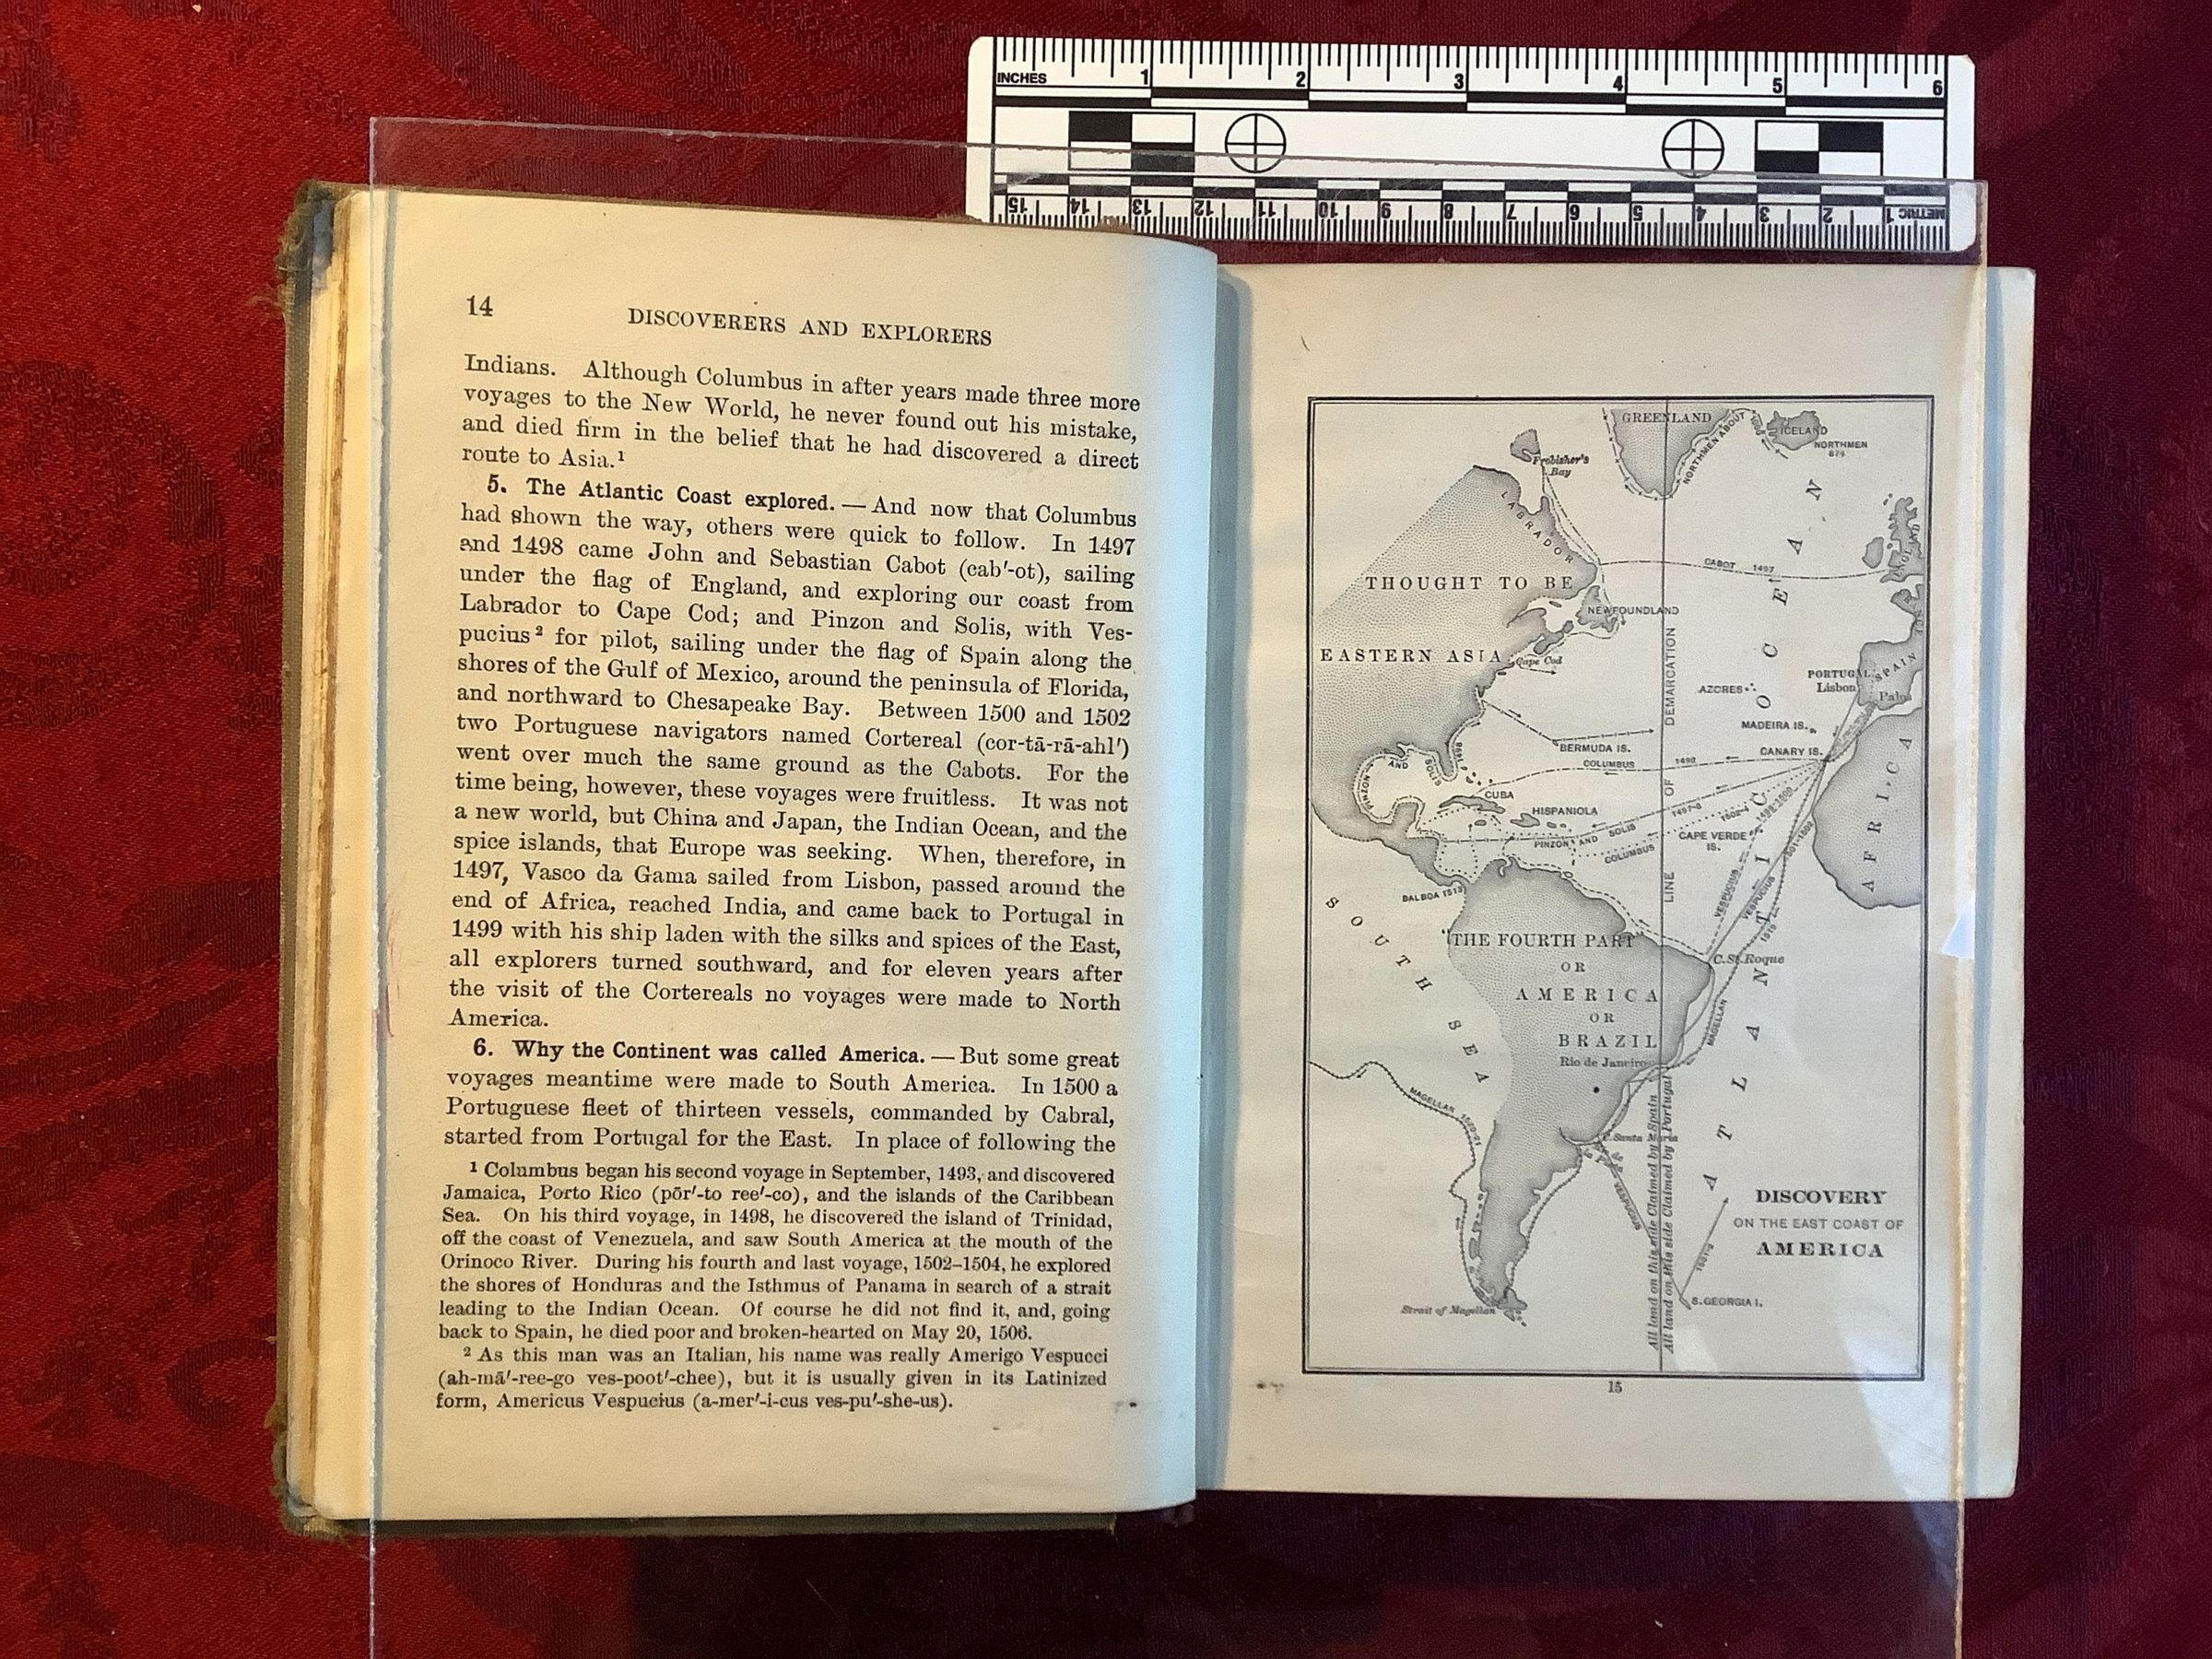 INCHES 1 2 3 4 5 6
15 14 13 12 11 10 9 8 7 6 5 4 3 2 1 METRIC
14
DISCOVERERS AND EXPLORERS
Indians. Although Columbus in after years made three more
voyages to the New World, he never found out his mistake,
and died firm in the belief that he had discovered a direct
route to Asia.¹
5. The Atlantic Coast explored. — And now that Columbus
had shown the way, others were quick to follow. In 1497
and 1498 came John and Sebastian Cabot (cab′-ot), sailing
under the flag of England, and exploring our coast from
Labrador to Cape Cod; and Pinzon and Solis, with Ves-
pucius² for pilot, sailing under the flag of Spain along the
shores of the Gulf of Mexico, around the peninsula of Florida,
and northward to Chesapeake Bay. Between 1500 and 1502
two Portuguese navigators named Cortereal (cor-tā-rā-ahl′)
went over much the same ground as the Cabots. For the
time being, however, these voyages were fruitless. It was not
a new world, but China and Japan, the Indian Ocean, and the
spice islands, that Europe was seeking. When, therefore, in
1497, Vasco da Gama sailed from Lisbon, passed around the
end of Africa, reached India, and came back to Portugal in
1499 with his ship laden with the silks and spices of the East,
all explorers turned southward, and for eleven years after
the visit of the Cortereals no voyages were made to North
America.
6. Why the Continent was called America. — But some great
voyages meantime were made to South America. In 1500 a
Portuguese fleet of thirteen vessels, commanded by Cabral,
started from Portugal for the East. In place of following the
¹ Columbus began his second voyage in September, 1493, and discovered
Jamaica, Porto Rico (pōr′-to ree′-co), and the islands of the Caribbean
Sea. On his third voyage, in 1498, he discovered the island of Trinidad,
off the coast of Venezuela, and saw South America at the mouth of the
Orinoco River. During his fourth and last voyage, 1502–1504, he explored
the shores of Honduras and the Isthmus of Panama in search of a strait
leading to the Indian Ocean. Of course he did not find it, and, going
back to Spain, he died poor and broken-hearted on May 20, 1506.
² As this man was an Italian, his name was really Amerigo Vespucci
(ah-mā′-ree-go ves-poot′-chee), but it is usually given in its Latinized
form, Americus Vespucius (a-mer′-i-cus ves-pu′-she-us).
GREENLAND
NORTHMEN ABOUT
ICELAND
NORTHMEN
874
Frobisher's
Bay
LABRADOR
CABOT 1497
THOUGHT TO BE
NEWFOUNDLAND
EASTERN ASIA
Cape Cod
ATLANTIC OCEAN
PORTUGAL
SPAIN
Lisbon
Palos
AZORES
MADEIRA IS.
BERMUDA IS.
CANARY IS.
COLUMBUS 1492
PINZON AND SOLIS 1498
CUBA
HISPANIOLA
PINZON AND SOLIS 1497-8
COLUMBUS 1502-4
CAPE VERDE
IS.
AFRICA
LINE OF DEMARCATION
BALBOA 1513
VESPUCIUS 1499-1500
VESPUCIUS 1501-1502
SOUTH SEA
"THE FOURTH PART"
OR
AMERICA
OR
BRAZIL
C.St.Roque
Rio de Janeiro
MAGELLAN 1519
MAGELLAN 1520-21
C.Santa Maria
VESPUCIUS
All land on this side Claimed by Spain
All land on this side Claimed by Portugal
DISCOVERY
ON THE EAST COAST OF
AMERICA
S.GEORGIA I.
Strait of Magellan
15